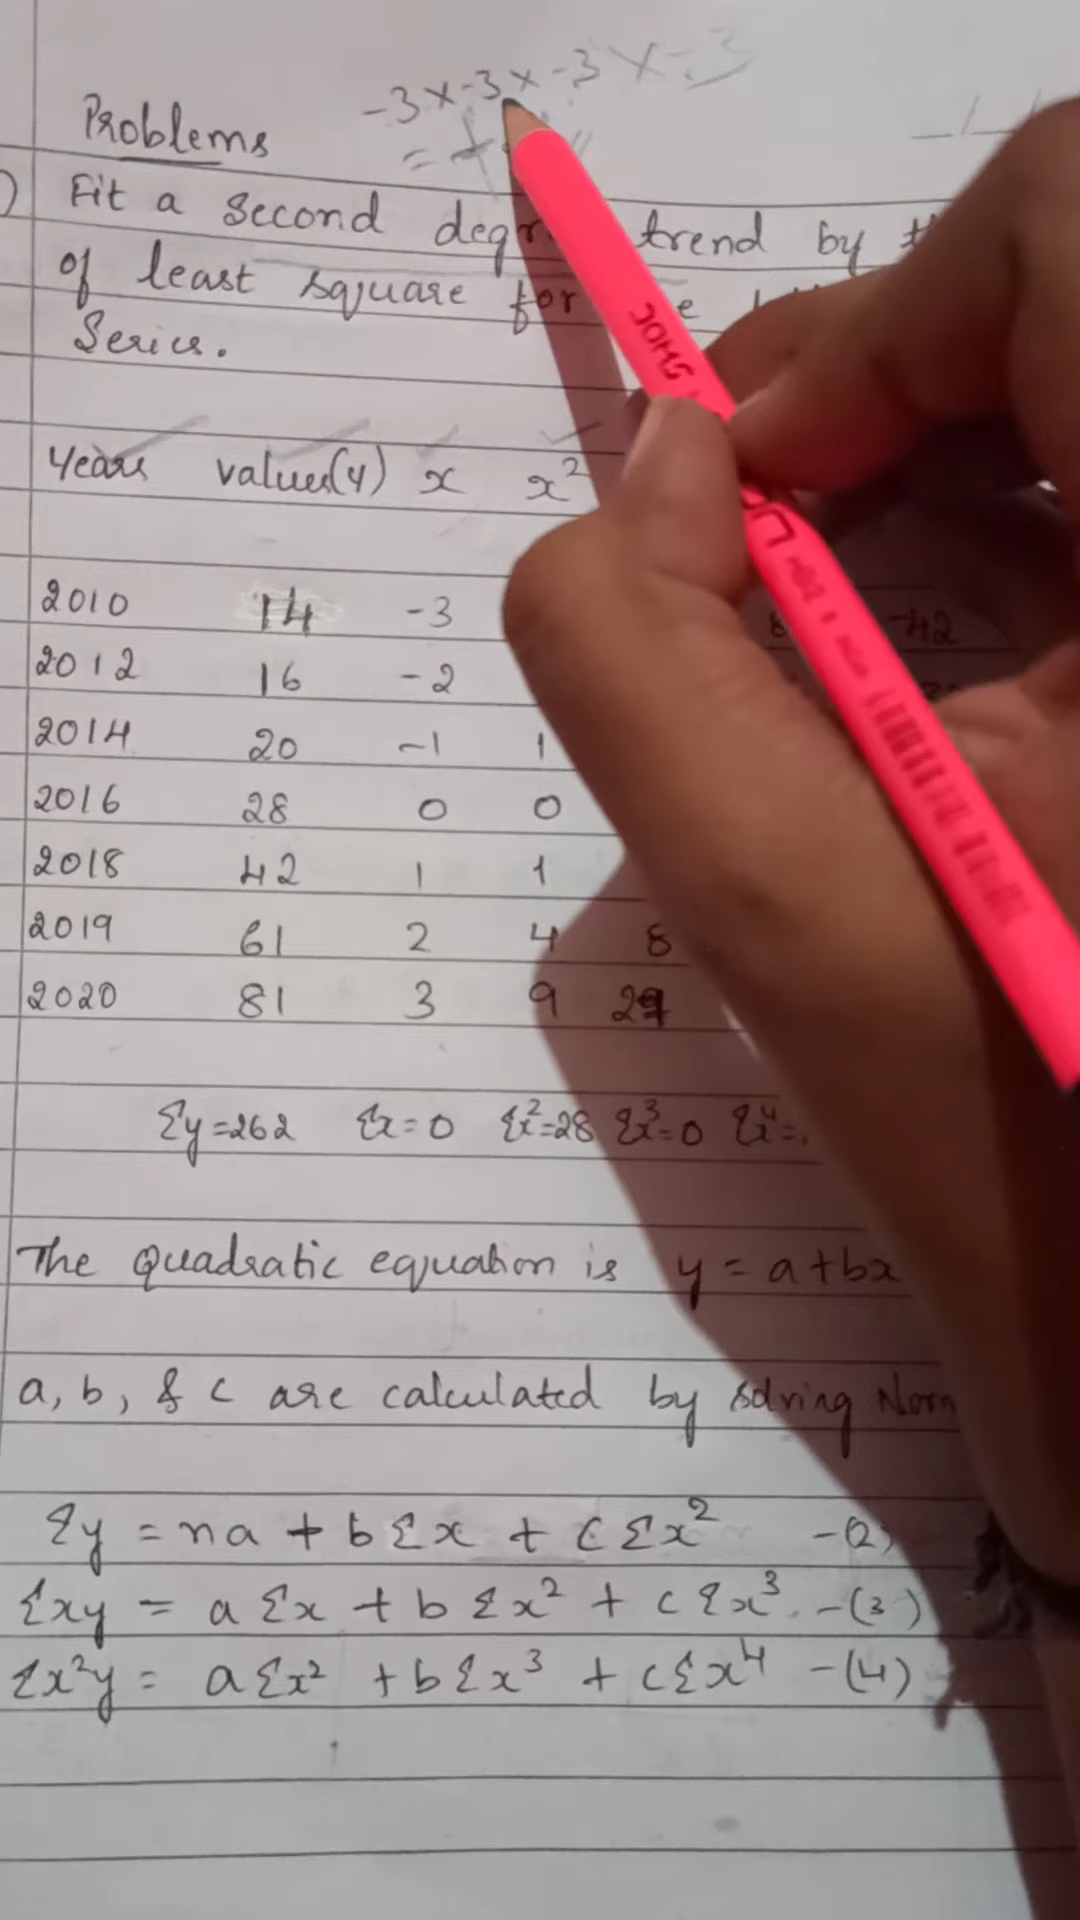 -3 x -3 x -3 x -3
= +
Problems
Fit a second degr trend by
of least square for e
Series.
Years values(y) x x²
2010 14 -3 -42
2012 16 -2
2014 20 -1 1
2016 28 0 0
2018 42 1 1
2019 61 2 4 8
2020 81 3 9 27
Σy=262 Σx=0 Σx²=28 Σx³=0 Σx⁴=
The quadratic equation is y = a+bx
a, b, & c are calculated by solving Norm
Σy = na + bΣx + cΣx² -(2)
Σxy = aΣx + bΣx² + cΣx³. -(3)
Σx²y = aΣx² + bΣx³ + cΣx⁴ -(4)